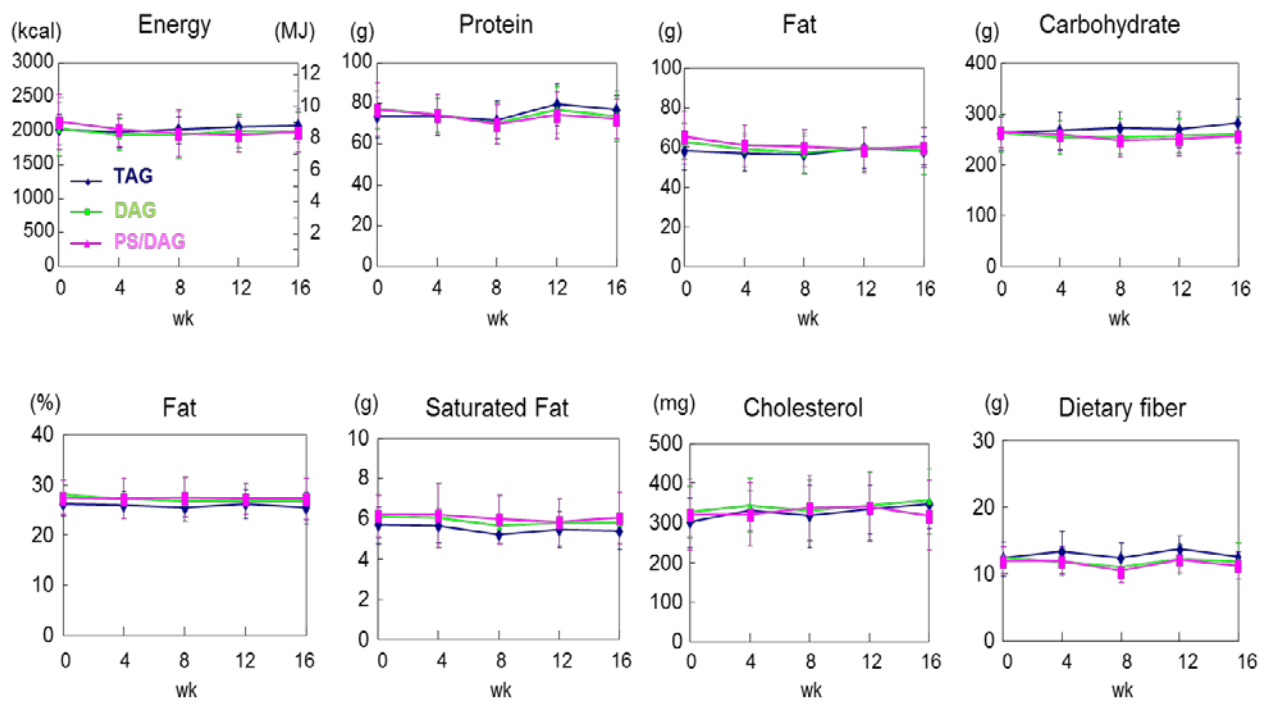 Energy
(kcal) (MJ)
3000
2500
2000
1500
1000
500
0
12
10
8
6
4
2
TAG
DAG
PS/DAG
0 4 8 12 16
wk
Protein
(g)
100
80
60
40
20
0
0 4 8 12 16
wk
Fat
(g)
100
80
60
40
20
0
0 4 8 12 16
wk
Carbohydrate
(g)
400
300
200
100
0
0 4 8 12 16
wk
Fat
(%)
40
30
20
10
0
0 4 8 12 16
wk
Saturated Fat
(g)
10
8
6
4
2
0
0 4 8 12 16
wk
Cholesterol
(mg)
500
400
300
200
100
0
0 4 8 12 16
wk
Dietary fiber
(g)
30
20
10
0
0 4 8 12 16
wk